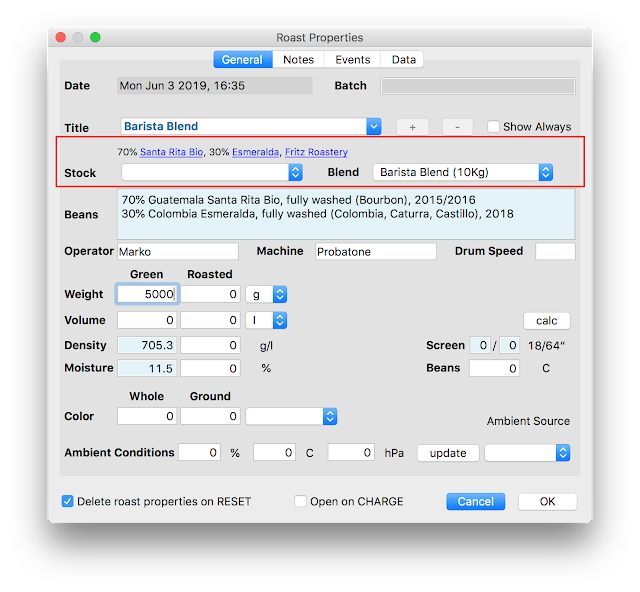 Roast Properties
General Notes Events Data
Date Mon Jun 3 2019, 16:35 Batch
Title Barista Blend + - Show Always
70% Santa Rita Bio, 30% Esmeralda, Fritz Roastery
Stock Blend Barista Blend (10Kg)
Beans 70% Guatemala Santa Rita Bio, fully washed (Bourbon), 2015/2016
30% Colombia Esmeralda, fully washed (Colombia, Caturra, Castillo), 2018
Operator Marko Machine Probatone Drum Speed
Green Roasted
Weight 5000 0 g
Volume 0 0 l calc
Density 705.3 0 g/l Screen 0 / 0 18/64"
Moisture 11.5 0 % Beans 0 C
Whole Ground
Color 0 0
Ambient Source
Ambient Conditions 0 % 0 C 0 hPa update
Delete roast properties on RESET Open on CHARGE Cancel OK